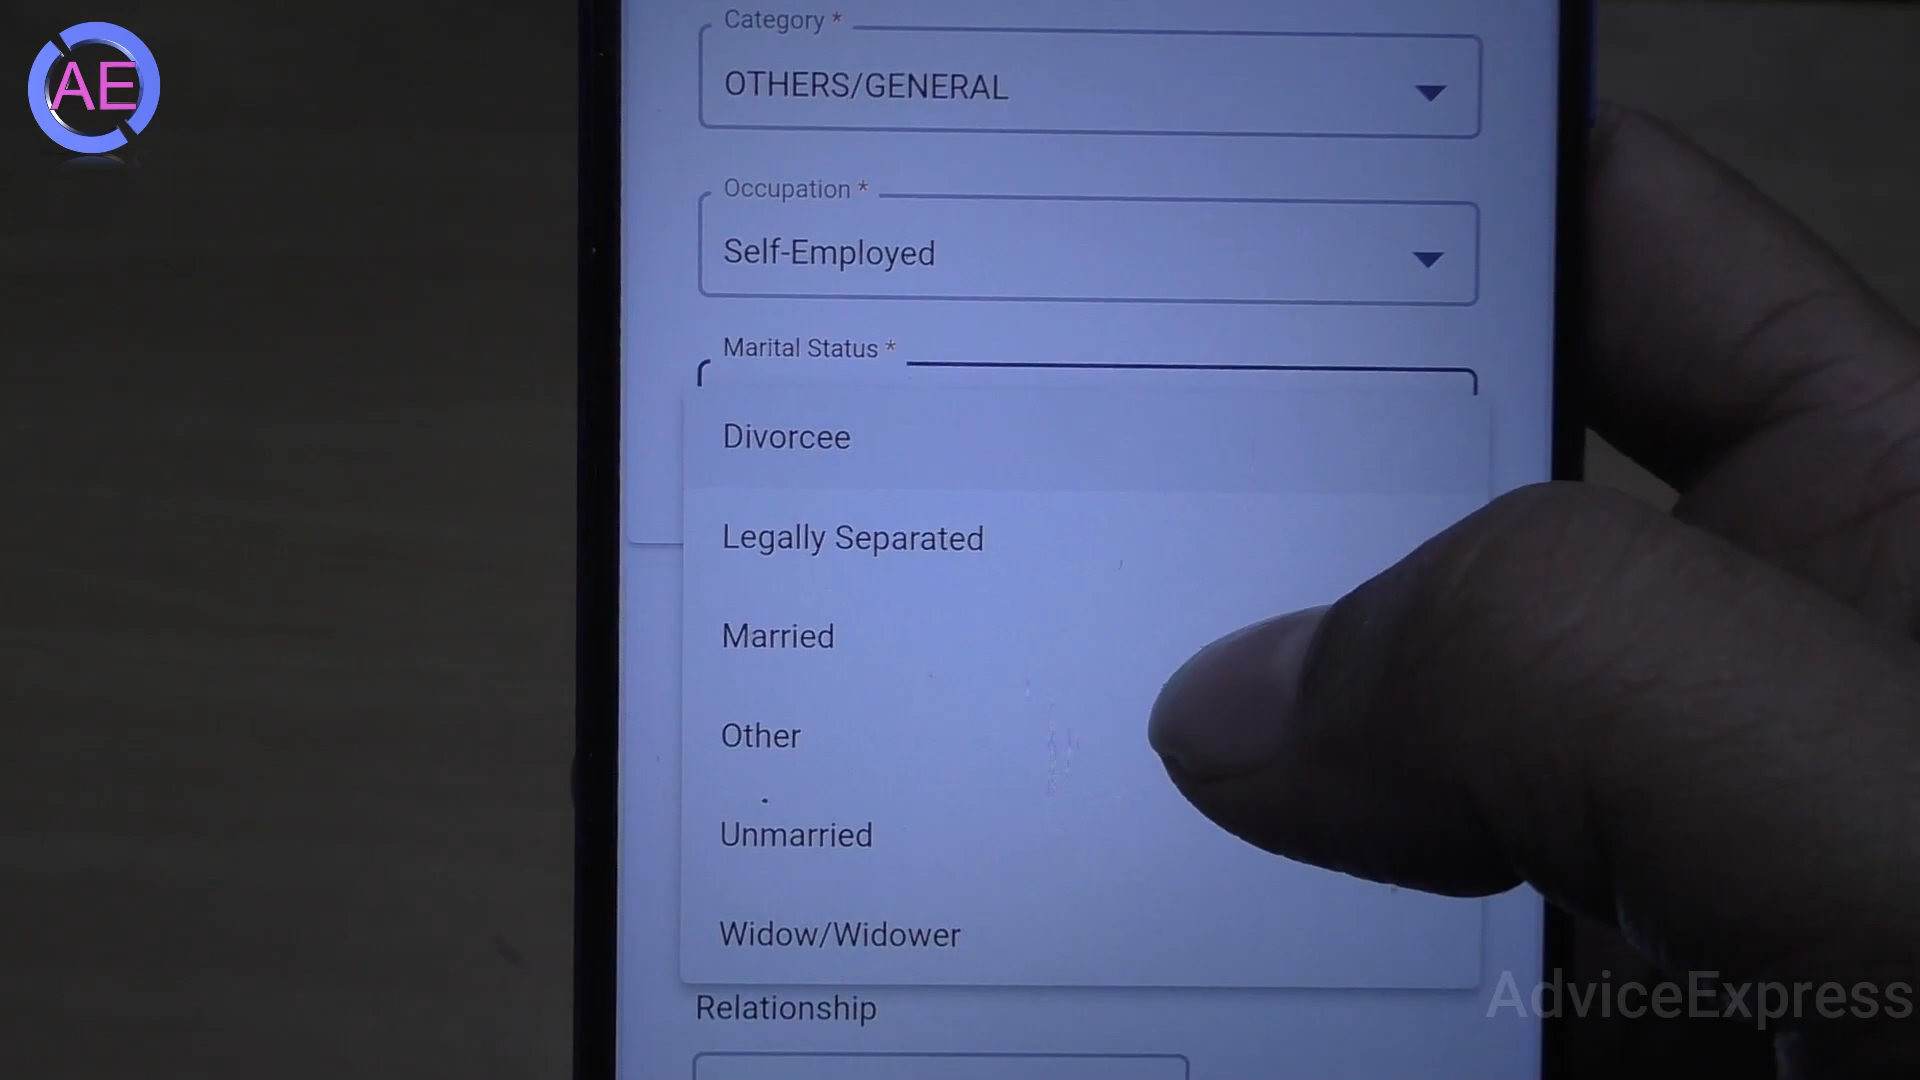 AE
Category *
OTHERS/GENERAL
Occupation *
Self-Employed
Marital Status *
Divorcee
Legally Separated
Married
Other
Unmarried
Widow/Widower
Relationship
AdviceExpress